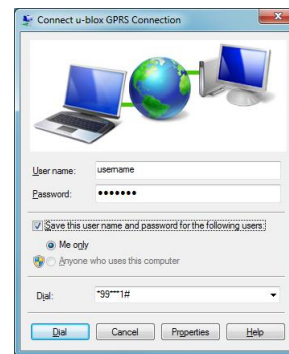 Connect u-blox GPRS Connection
User name: username
Password: •••••••
Save this user name and password for the following users:
Me only
Anyone who uses this computer
Dial: *99***1#
Dial Cancel Properties Help